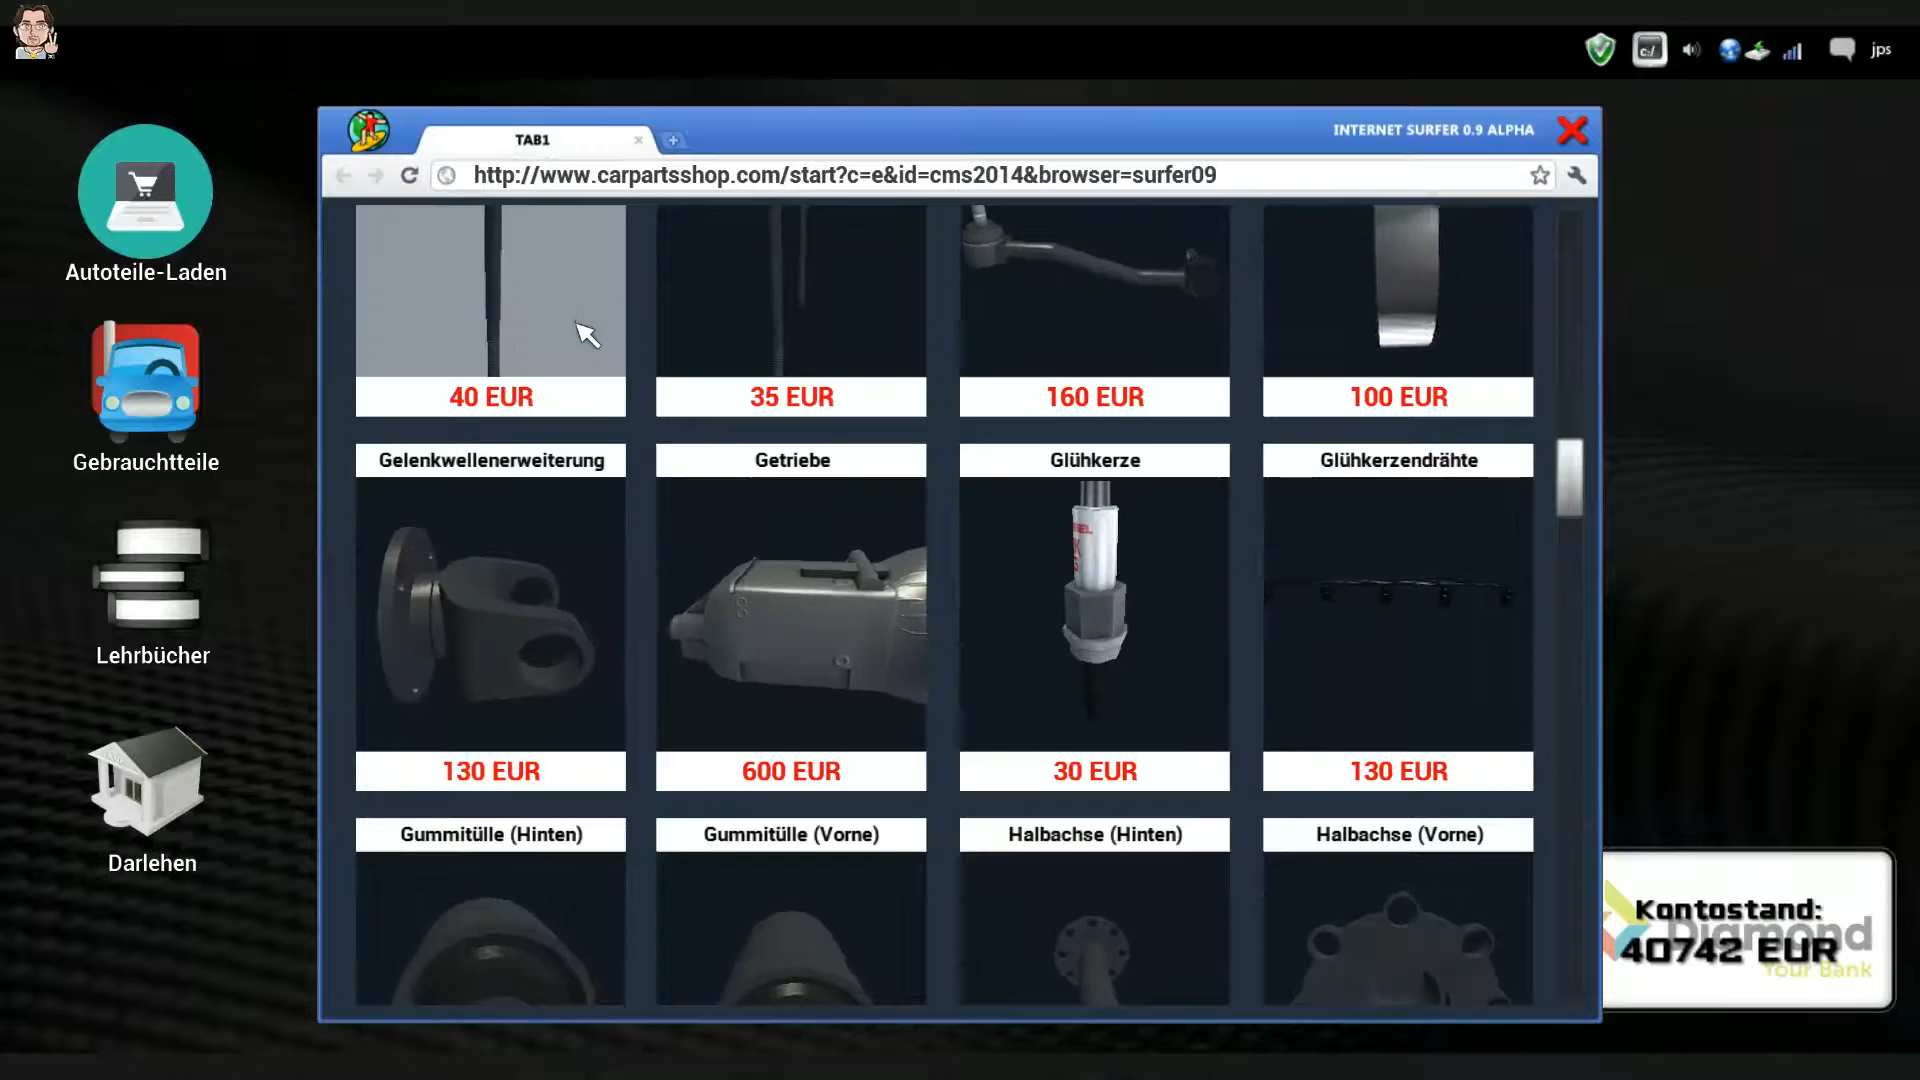 jps
TAB1
INTERNET SURFER 0.9 ALPHA
http://www.carpartsshop.com/start?c=e&id=cms2014&browser=surfer09
Autoteile-Laden
Gebrauchtteile
Lehrbücher
Darlehen
40 EUR
35 EUR
160 EUR
100 EUR
Gelenkwellenerweiterung
Getriebe
Glühkerze
Glühkerzendrähte
130 EUR
600 EUR
30 EUR
130 EUR
Gummitülle (Hinten)
Gummitülle (Vorne)
Halbachse (Hinten)
Halbachse (Vorne)
Kontostand:
Diamond
40742 EUR
Your Bank